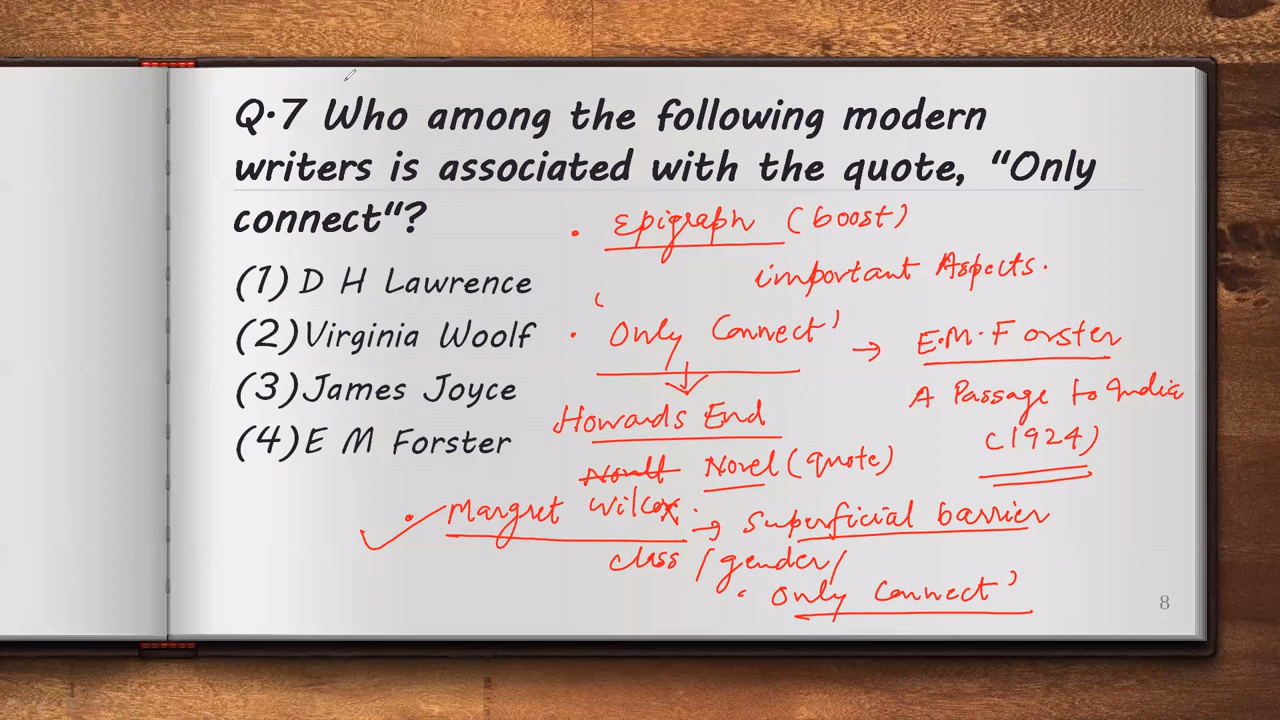 Q.7 Who among the following modern
writers is associated with the quote, "Only
connect"?
(1) D H Lawrence
(2) Virginia Woolf
(3) James Joyce
(4) E M Forster
• Epigraph (boost)
important Aspects.
• 'Only Connect' → E.M. Forster
A Passage to India
(1924)
Howards End
Novel (quote)
• Margret Wilcox. → Superficial barrier
class / gender /
'Only Connect'
8